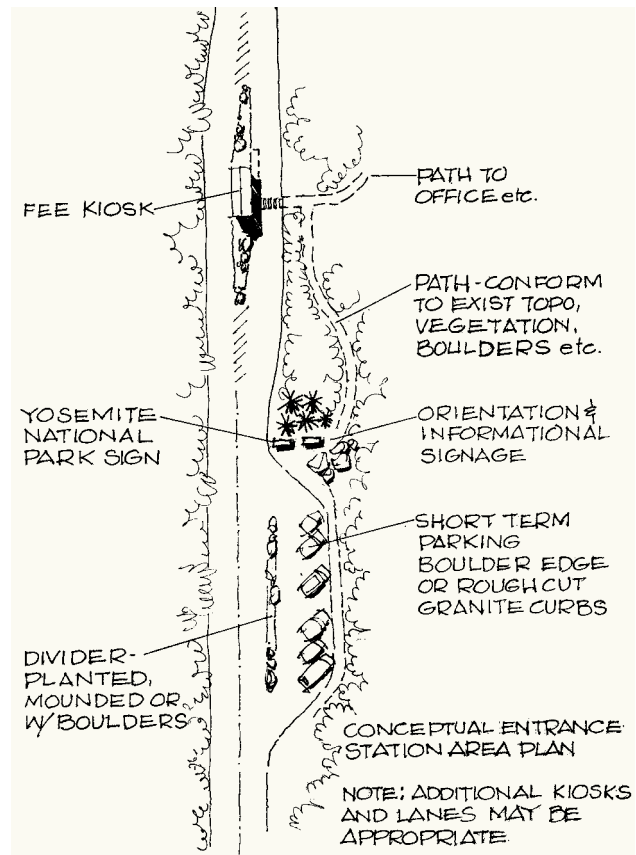 FEE KIOSK
PATH TO
OFFICE etc.
PATH-CONFORM
TO EXIST TOPO,
VEGETATION,
BOULDERS etc.
YOSEMITE
NATIONAL
PARK SIGN
ORIENTATION &
INFORMATIONAL
SIGNAGE
SHORT TERM
PARKING
BOULDER EDGE
OR ROUGH CUT
GRANITE CURBS
DIVIDER-
PLANTED,
MOUNDED OR
W/BOULDERS
CONCEPTUAL ENTRANCE
STATION AREA PLAN
NOTE: ADDITIONAL KIOSKS
AND LANES MAY BE
APPROPRIATE.